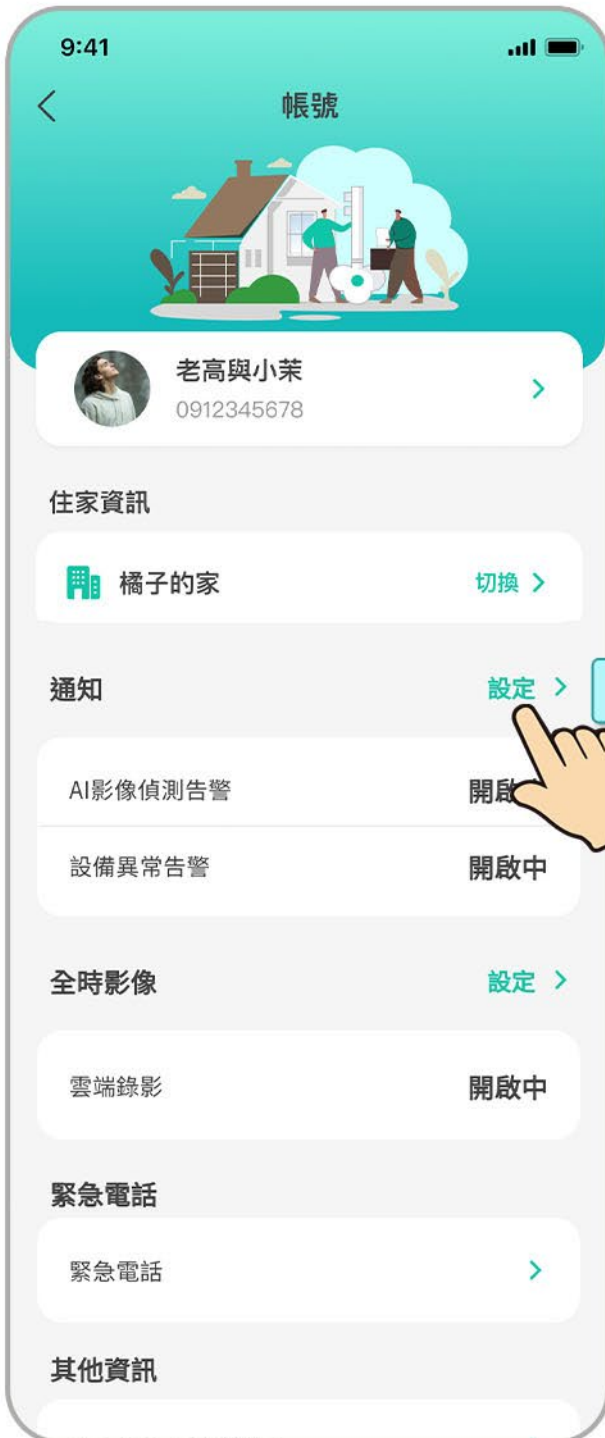 9:41
帳號
老高與小茉
0912345678
住家資訊
橘子的家
切換
通知
設定
AI影像偵測告警
開啟
設備異常告警
開啟中
全時影像
設定
雲端錄影
開啟中
緊急電話
緊急電話
其他資訊